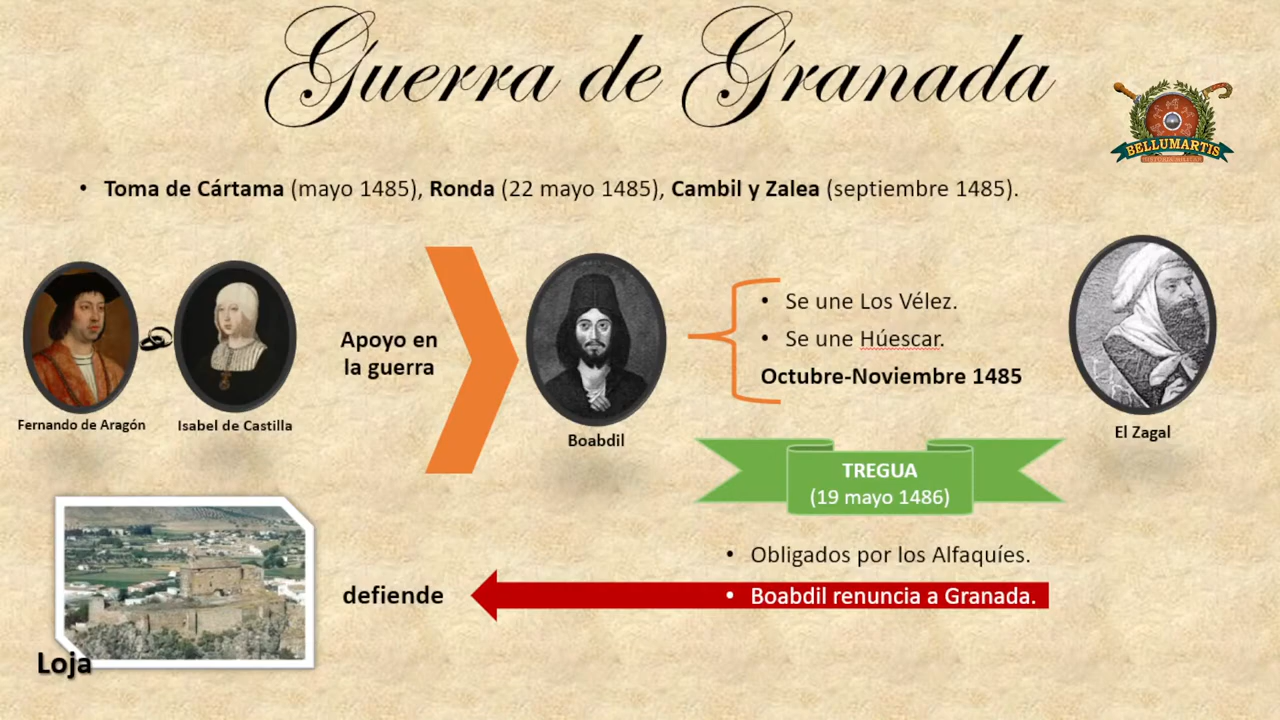 Guerra de Granada
BELLUMARTIS
HISTORIA MILITAR
• Toma de Cártama (mayo 1485), Ronda (22 mayo 1485), Cambil y Zalea (septiembre 1485).
Apoyo en
la guerra
• Se une Los Vélez.
• Se une Húescar.
Octubre-Noviembre 1485
Fernando de Aragón
Isabel de Castilla
Boabdil
El Zagal
TREGUA
(19 mayo 1486)
• Obligados por los Alfaquíes.
• Boabdil renuncia a Granada.
defiende
Loja